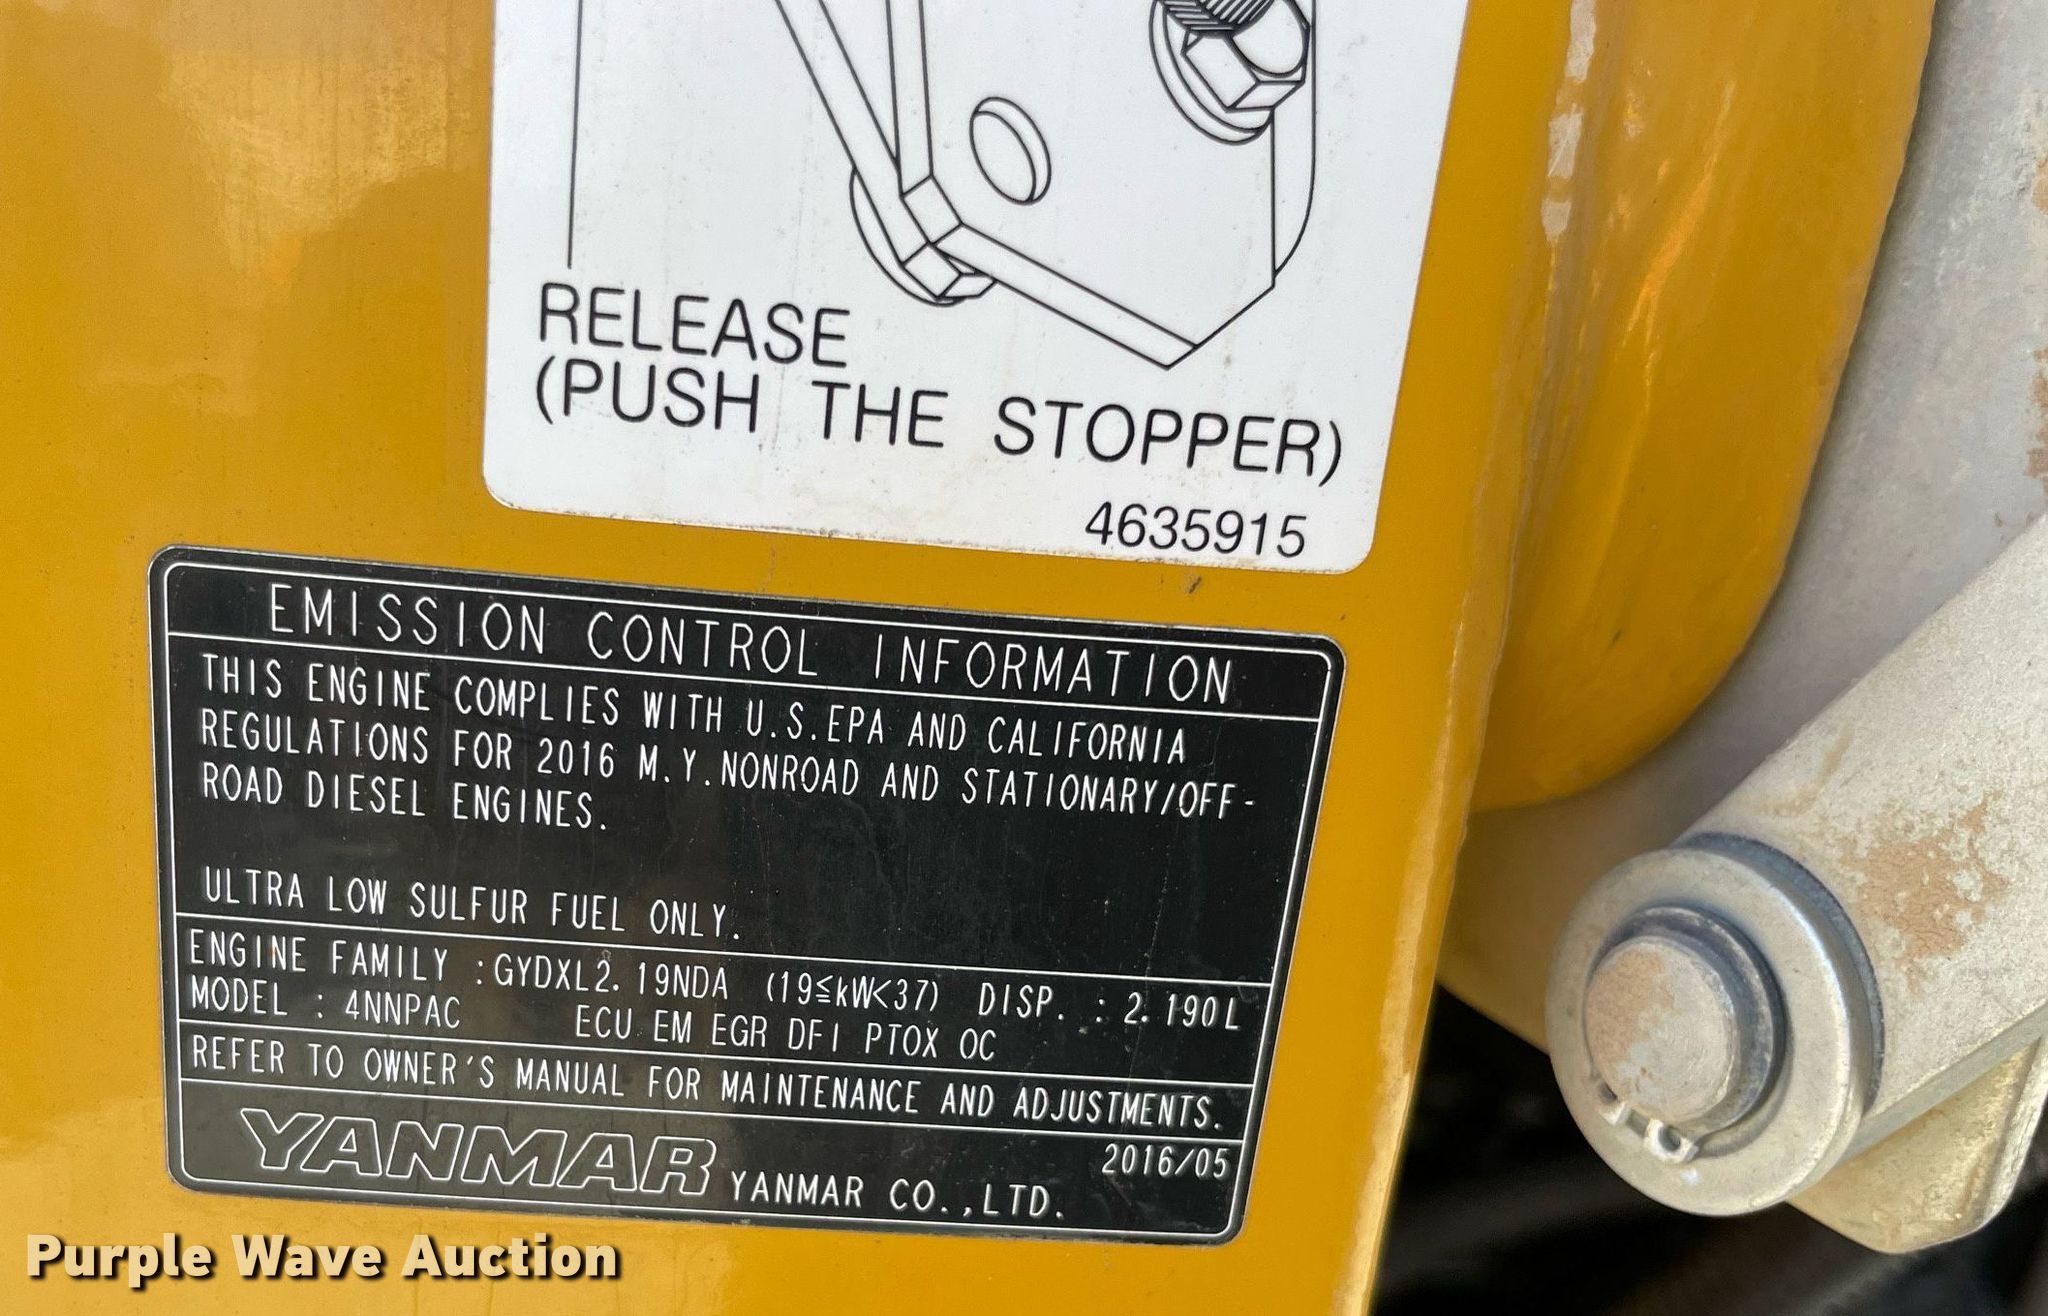 RELEASE
(PUSH THE STOPPER)
4635915
EMISSION CONTROL INFORMATION
THIS ENGINE COMPLIES WITH U.S.EPA AND CALIFORNIA
REGULATIONS FOR 2016 M.Y.NONROAD AND STATIONARY/OFF-
ROAD DIESEL ENGINES.
ULTRA LOW SULFUR FUEL ONLY.
ENGINE FAMILY :GYDXL2.19NDA (19≦kW<37) DISP. : 2.190L
MODEL : 4NNPAC ECU EM EGR DFI PTOX OC
REFER TO OWNER'S MANUAL FOR MAINTENANCE AND ADJUSTMENTS.
2016/05
YANMAR YANMAR CO.,LTD.
Purple Wave Auction